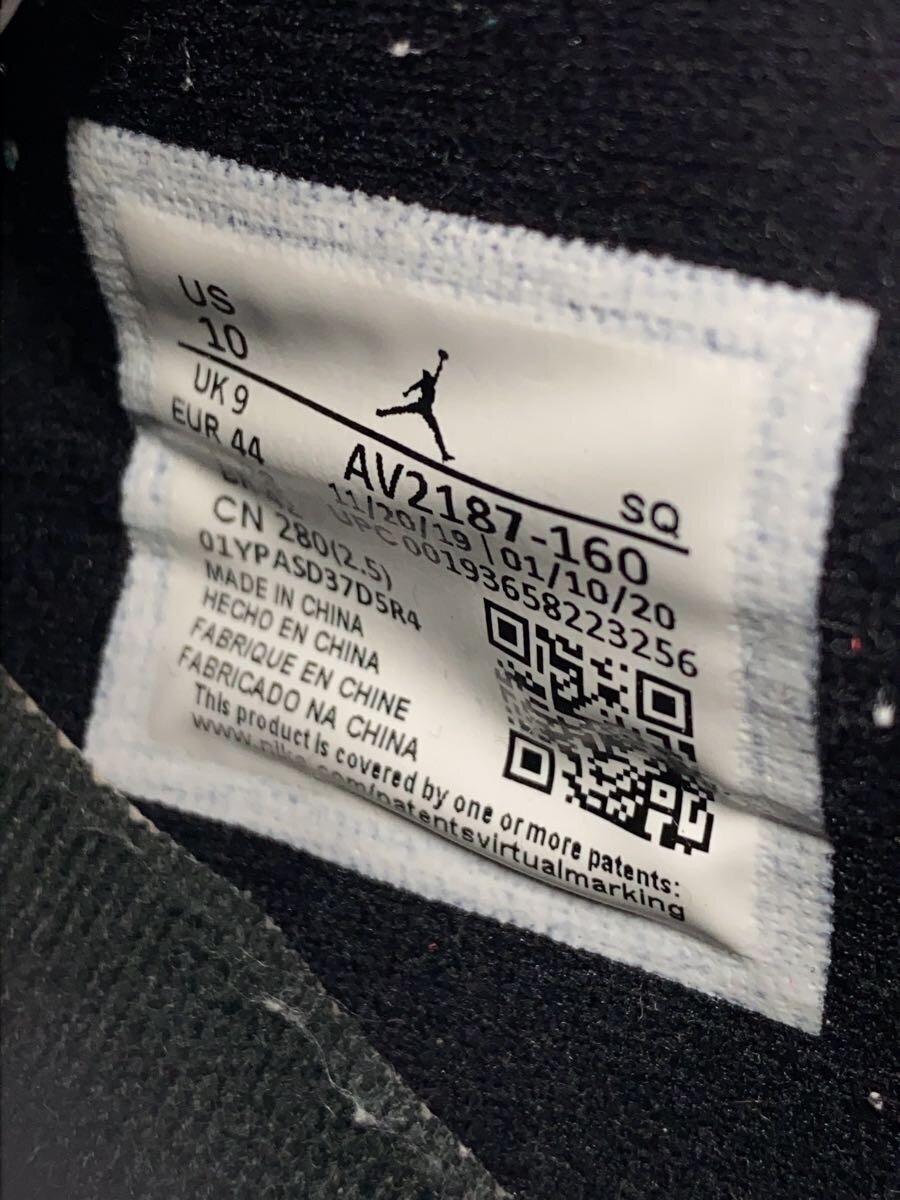 US
10
UK 9
EUR 44
CN 280(2.5)
SQ
AV2187-160
11/20/19 | 01/10/20
UPC 00193658223256
01YPASD37D5R4
MADE IN CHINA
HECHO EN CHINA
FABRIQUE EN CHINE
FABRICADO NA CHINA
This product is covered by one or more patents:
www.nike.com/patentsvirtualmarking